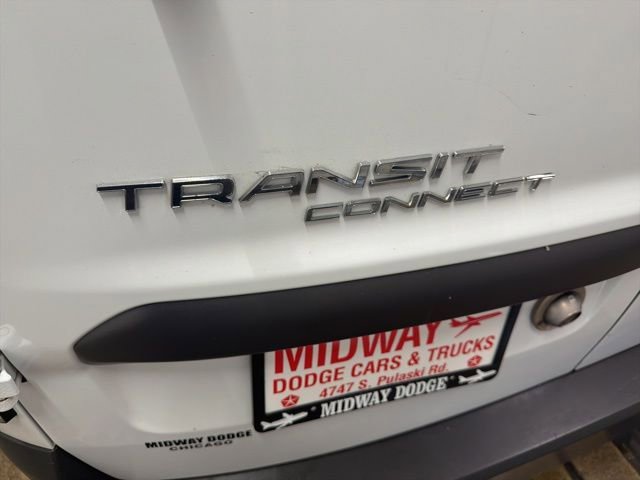 TRANSIT
CONNECT
MIDWAY
DODGE CARS & TRUCKS
4747 S. Pulaski Rd.
MIDWAY DODGE
MIDWAY DODGE
CHICAGO